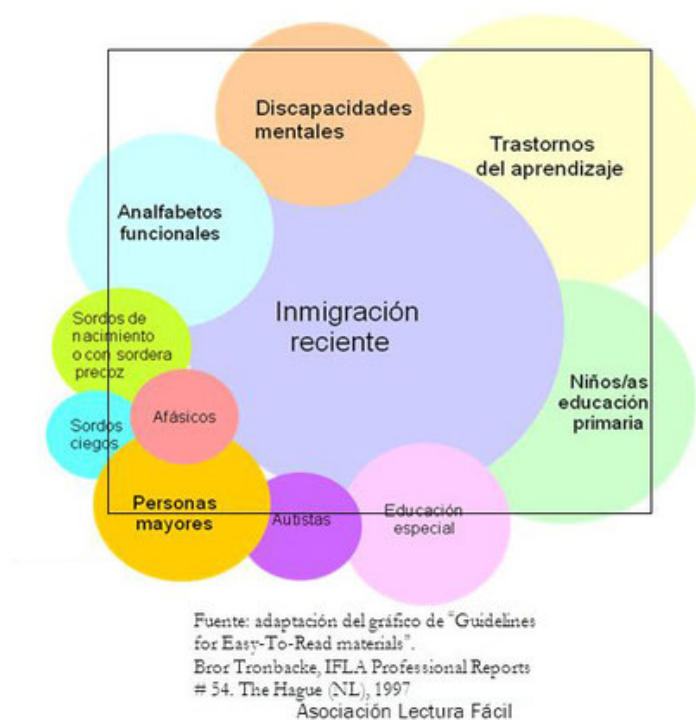 Discapacidades
mentales
Trastornos
del aprendizaje
Analfabetos
funcionales
Inmigración
reciente
Sordos de
nacimiento
o con sordera
precoz
Niños/as
educación
primaria
Afásicos
Sordos
ciegos
Personas
mayores
Autistas
Educación
especial
Fuente: adaptación del gráfico de "Guidelines
for Easy-To-Read materials".
Bror Tronbacke, IFLA Professional Reports
# 54. The Hague (NL), 1997
Asociación Lectura Fácil